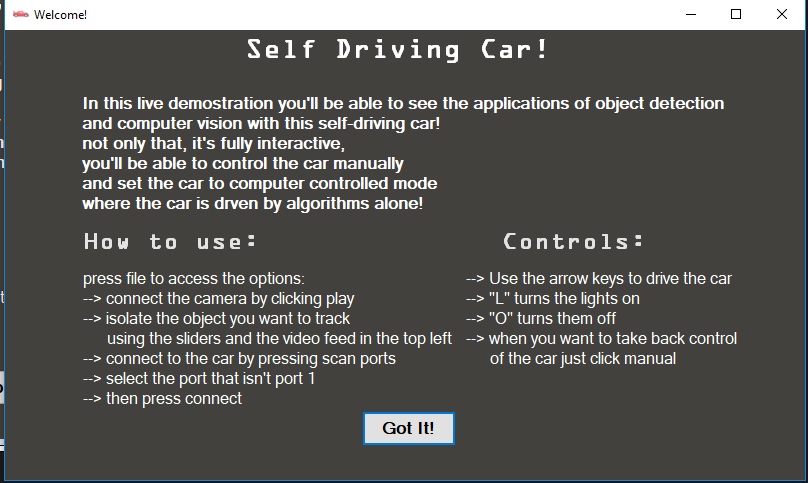 Welcome!
Self Driving Car!
In this live demostration you'll be able to see the applications of object detection
and computer vision with this self-driving car!
not only that, it's fully interactive,
you'll be able to control the car manually
and set the car to computer controlled mode
where the car is drven by algorithms alone!
How to use:
press file to access the options:
--> connect the camera by clicking play
--> isolate the object you want to track
using the sliders and the video feed in the top left
--> connect to the car by pressing scan ports
--> select the port that isn't port 1
--> then press connect
Controls:
--> Use the arrow keys to drive the car
--> "L" turns the lights on
--> "O" turns them off
--> when you want to take back control
of the car just click manual
Got It!